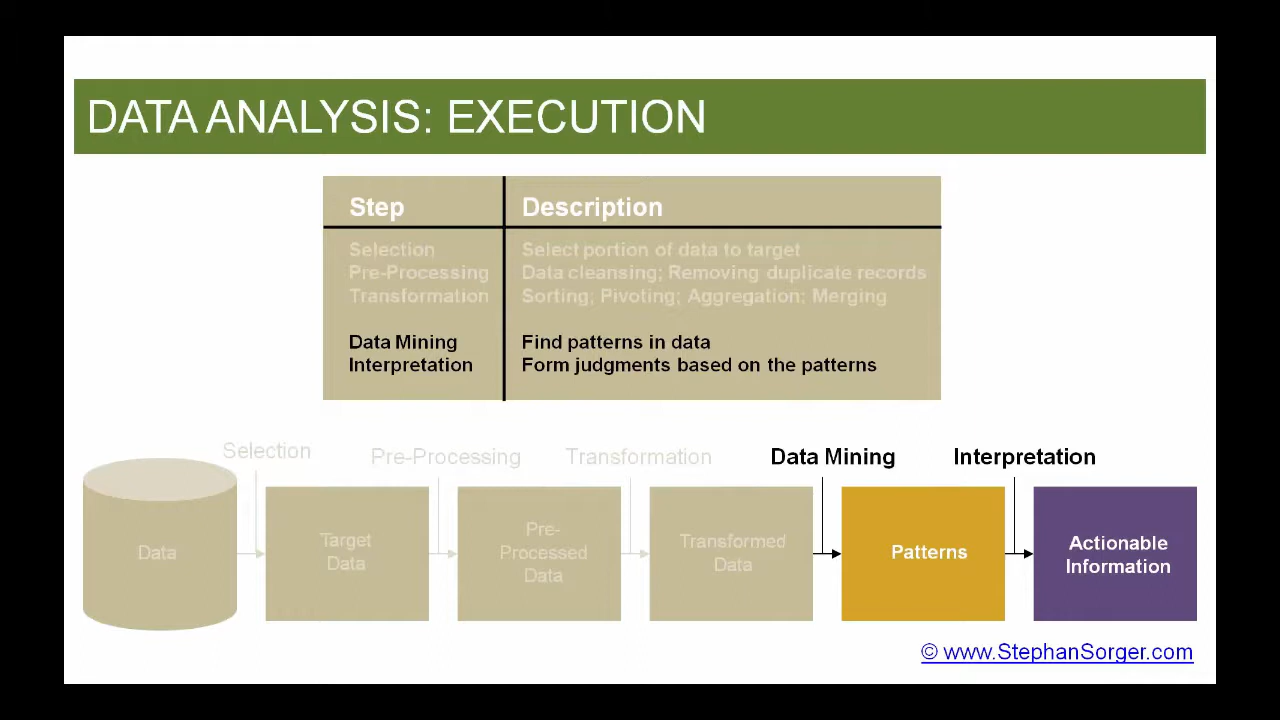 DATA ANALYSIS: EXECUTION
Step Description
Selection Select portion of data to target
Pre-Processing Data cleansing; Removing duplicate records
Transformation Sorting; Pivoting; Aggregation; Merging
Data Mining Find patterns in data
Interpretation Form judgments based on the patterns
Selection Pre-Processing Transformation Data Mining Interpretation
Data
Target
Data
Pre-
Processed
Data
Transformed
Data
Patterns
Actionable
Information
© www.StephanSorger.com